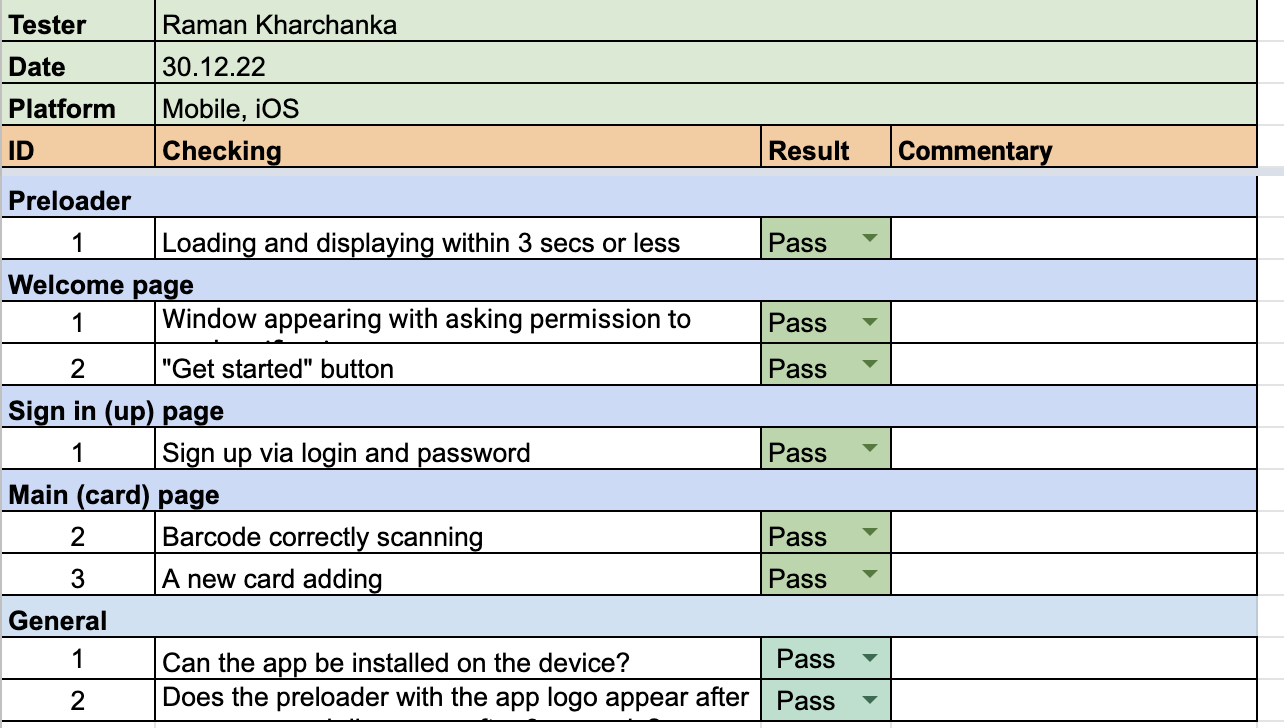 Tester Raman Kharchanka
Date 30.12.22
Platform Mobile, iOS
ID Checking Result Commentary
Preloader
1 Loading and displaying within 3 secs or less Pass
Welcome page
1 Window appearing with asking permission to Pass
2 "Get started" button Pass
Sign in (up) page
1 Sign up via login and password Pass
Main (card) page
2 Barcode correctly scanning Pass
3 A new card adding Pass
General
1 Can the app be installed on the device? Pass
2 Does the preloader with the app logo appear after Pass